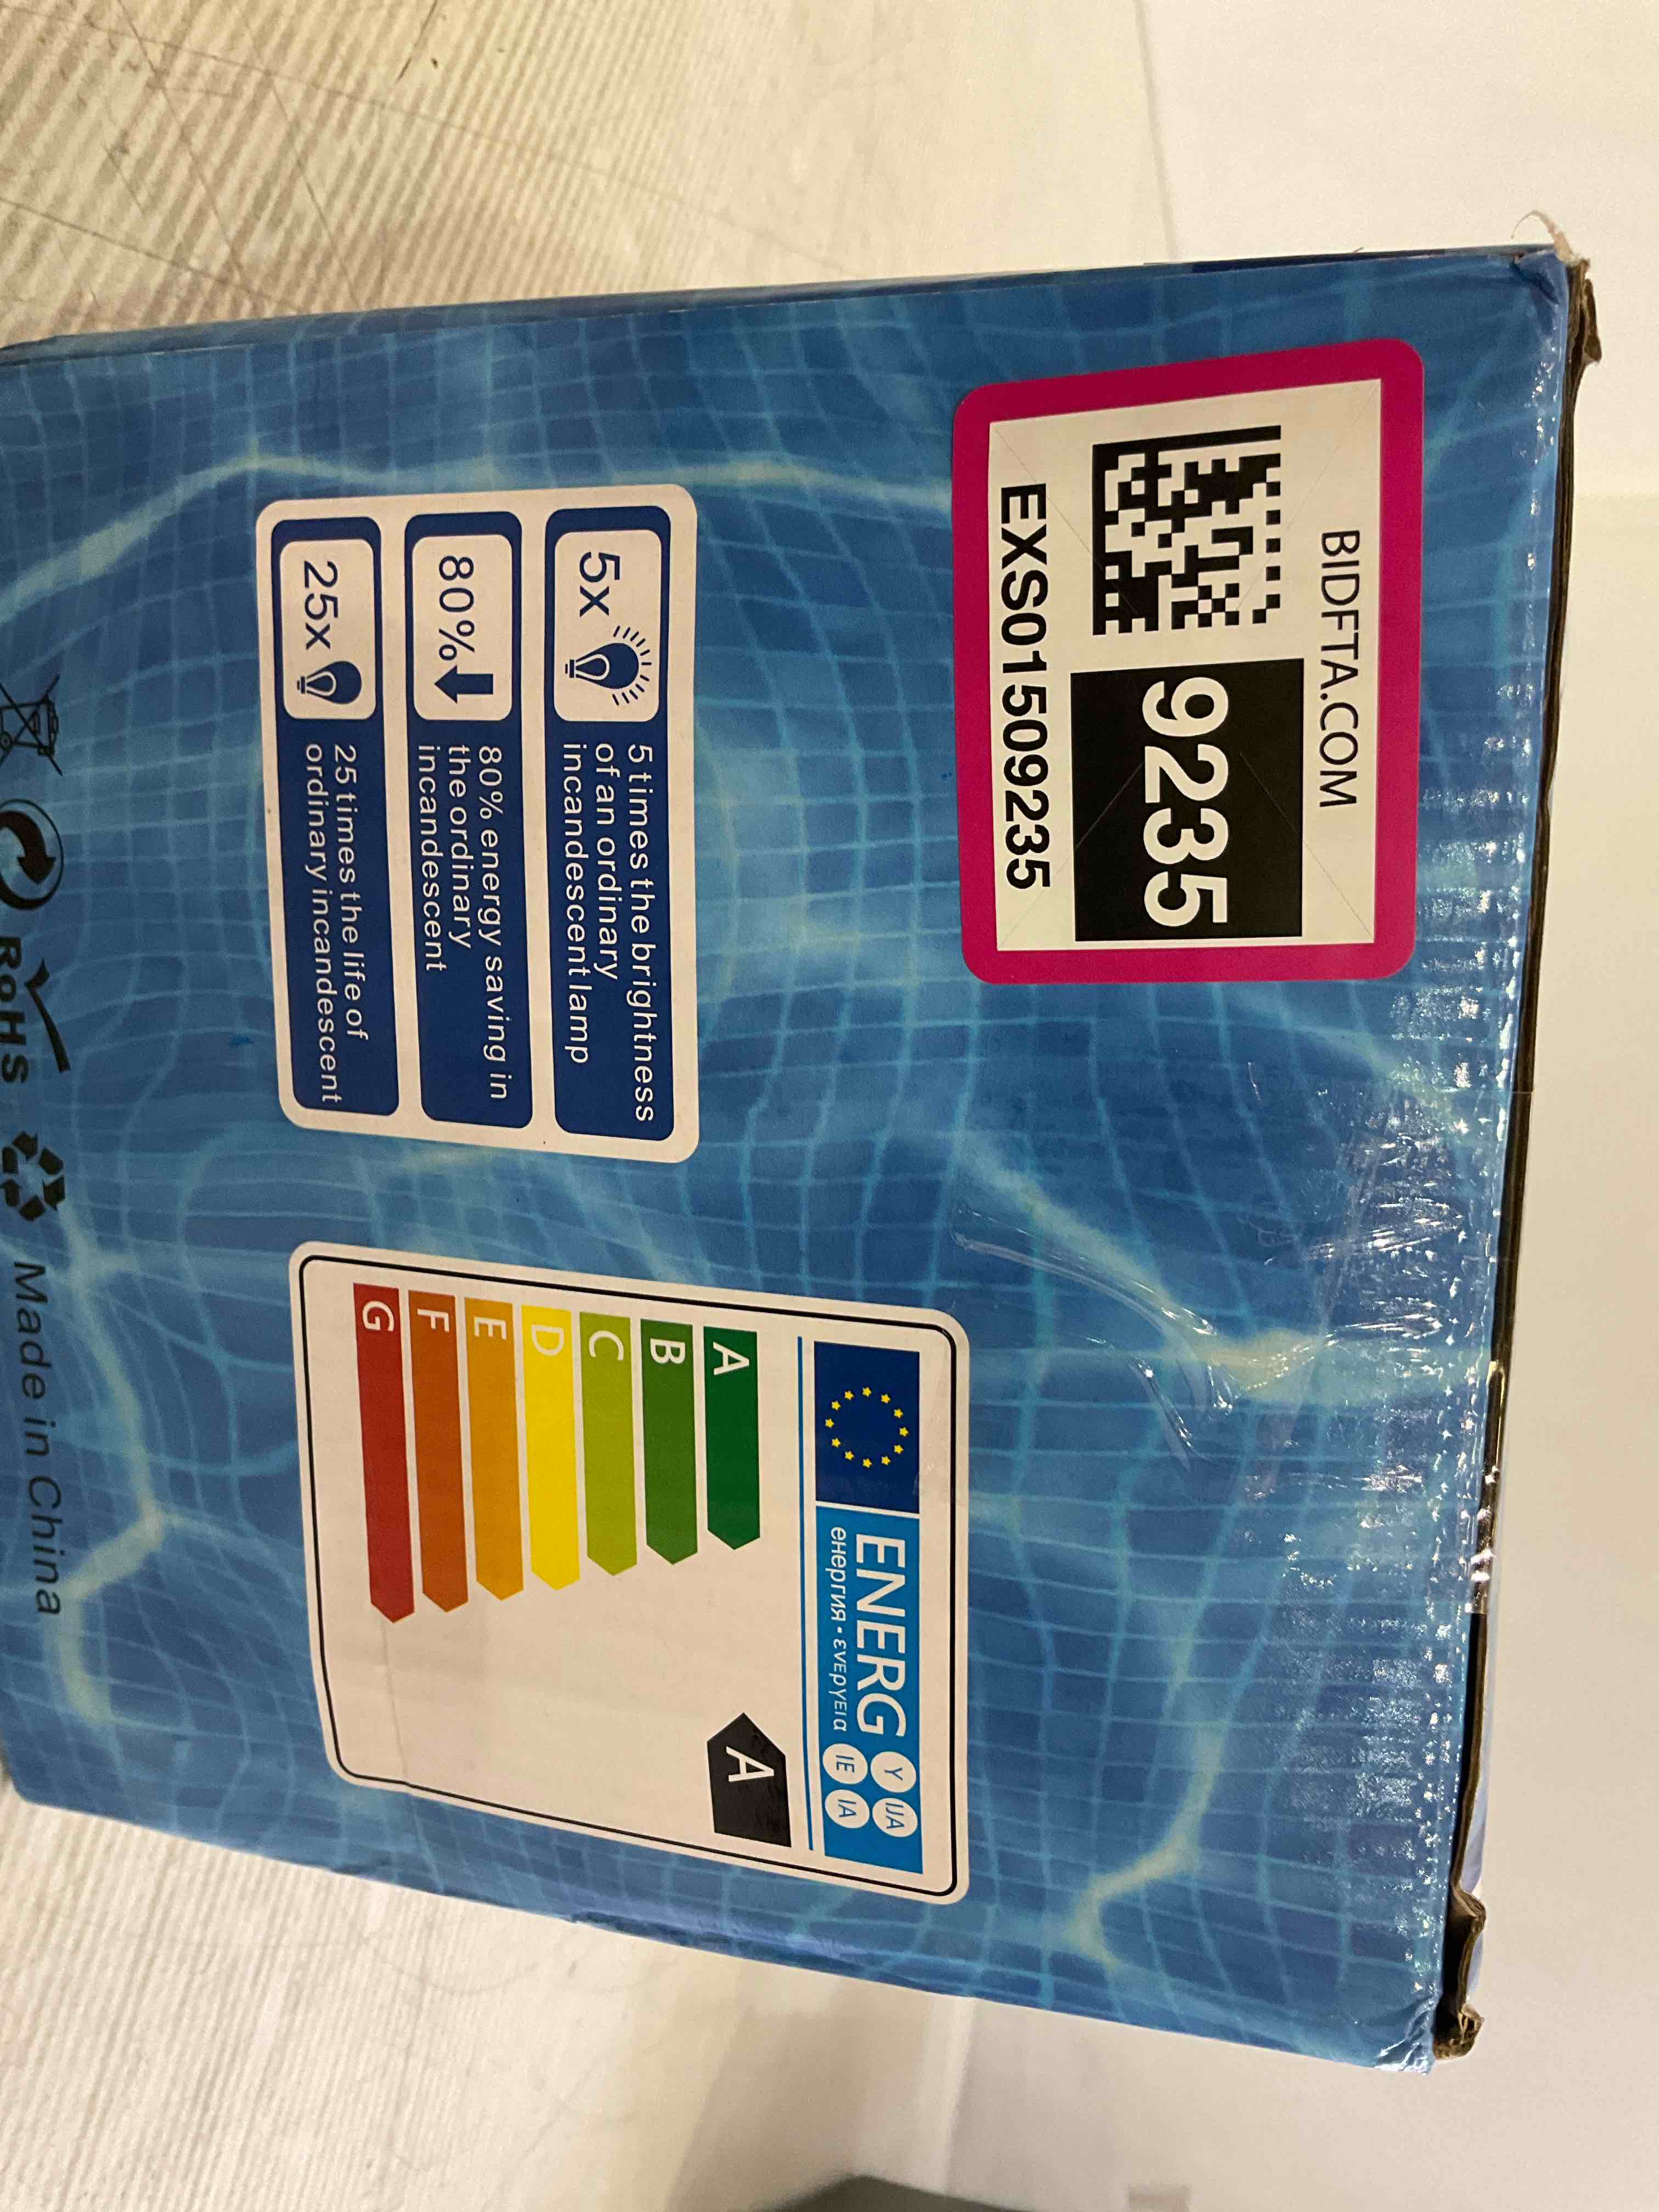 BIDFTA.COM
9235
EXS01509235
5x
5 times the brightness
of an ordinary
incandescent lamp
80%
80% energy saving in
the ordinary
incandescent
25x
25 times the life of
ordinary incandescent
ENERG
енергия · ενεργεια
Y
IJA
IE
IA
A
B
C
D
E
F
G
A
RoHS
Made in China